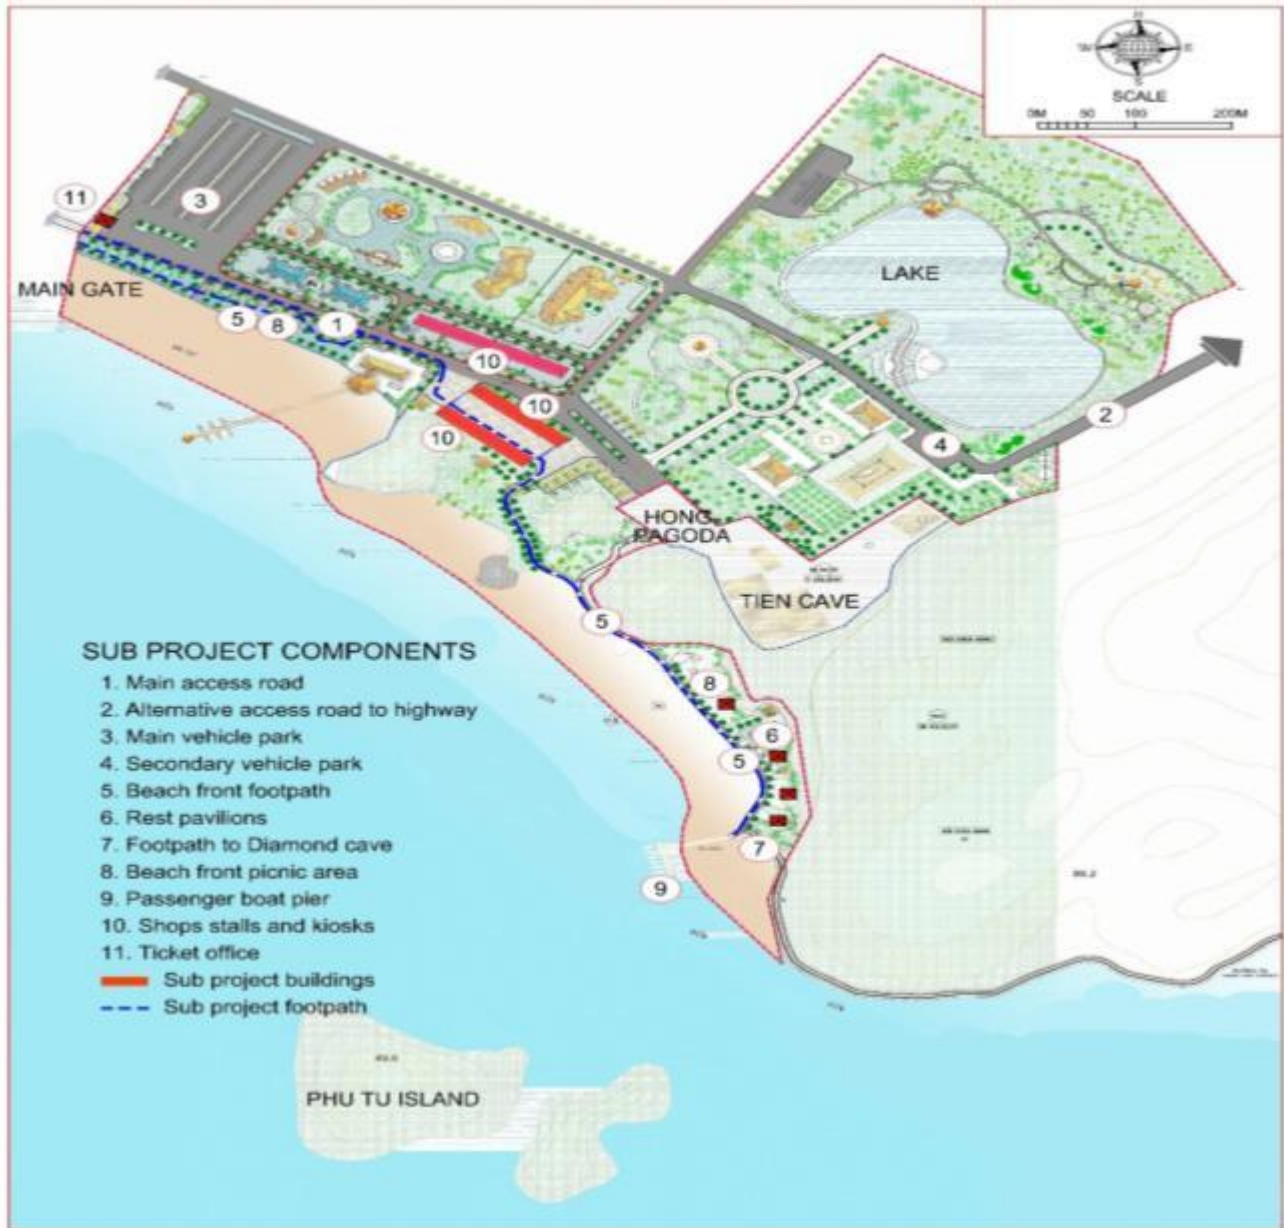 N
W E
S
SCALE
0M 50 100 200M
11
3
MAIN GATE
5
8
1
10
10
10
LAKE
2
4
HONG
PAGODA
TIEN CAVE
5
8
6
5
7
9
SUB PROJECT COMPONENTS
1. Main access road
2. Alternative access road to highway
3. Main vehicle park
4. Secondary vehicle park
5. Beach front footpath
6. Rest pavilions
7. Footpath to Diamond cave
8. Beach front picnic area
9. Passenger boat pier
10. Shops stalls and kiosks
11. Ticket office
Sub project buildings
Sub project footpath
PHU TU ISLAND